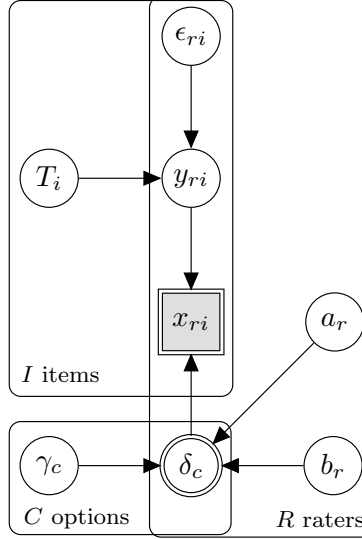 ϵ_{ri}
T_i
y_{ri}
x_{ri}
a_r
I items
γ_c
δ_c
b_r
C options
R raters